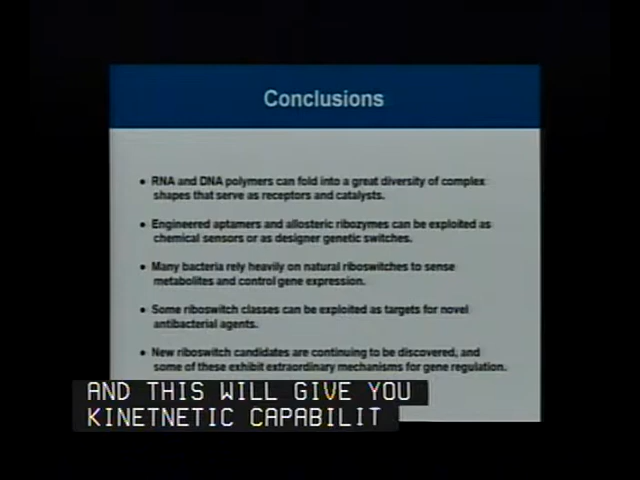 Conclusions
• RNA and DNA polymers can fold into a great diversity of complex
shapes that serve as receptors and catalysts.
• Engineered aptamers and allosteric ribozymes can be exploited as
chemical sensors or as designer genetic switches.
• Many bacteria rely heavily on natural riboswitches to sense
metabolites and control gene expression.
• Some riboswitch classes can be exploited as targets for novel
antibacterial agents.
• New riboswitch candidates are continuing to be discovered, and
some of these exhibit extraordinary mechanisms for gene regulation.
AND THIS WILL GIVE YOU
KINETNETIC CAPABILIT